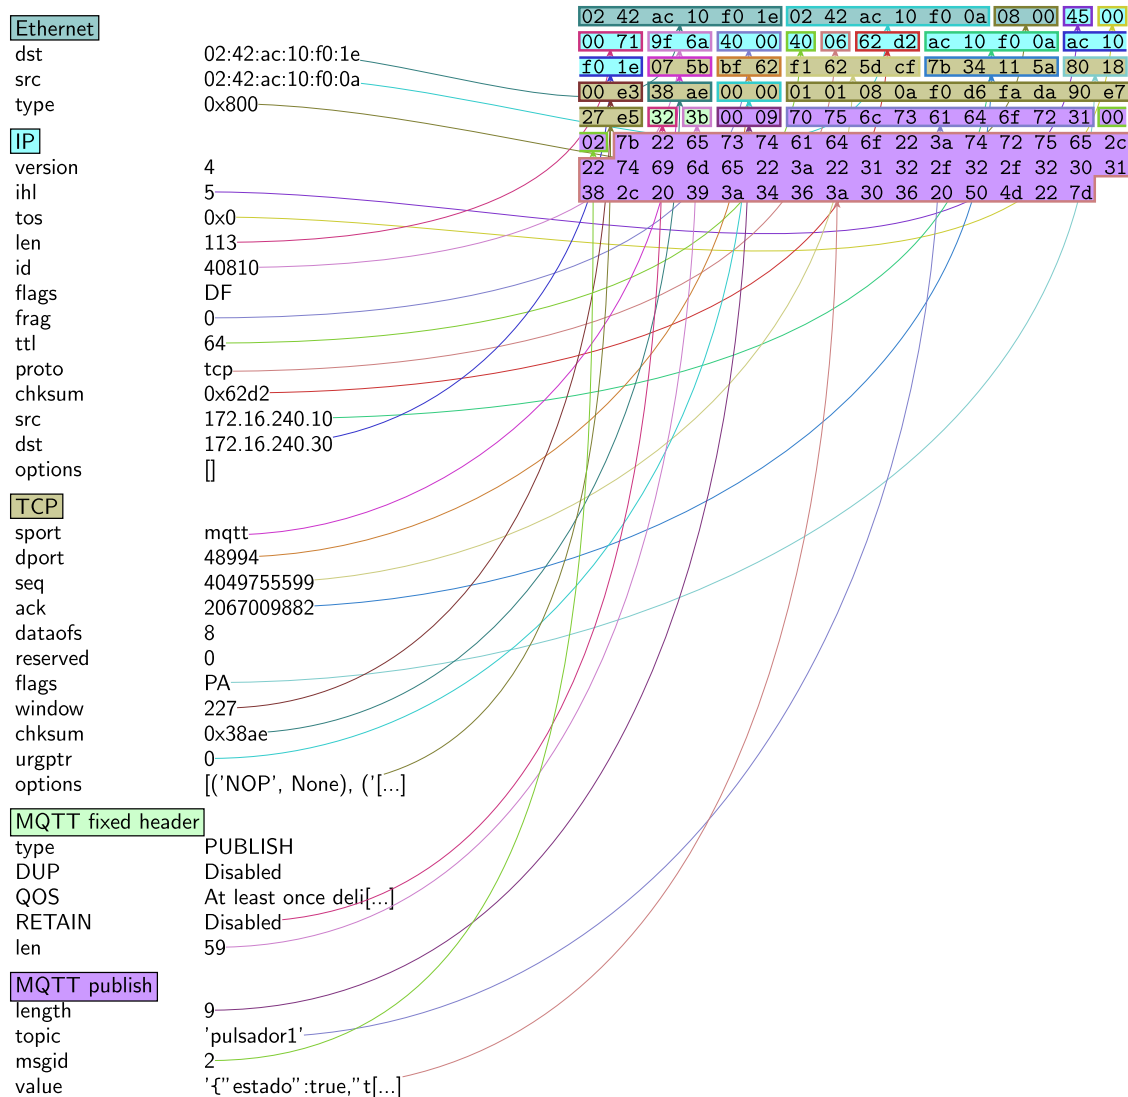 Ethernet
dst 02:42:ac:10:f0:1e
src 02:42:ac:10:f0:0a
type 0x800
IP
version 4
ihl 5
tos 0x0
len 113
id 40810
flags DF
frag 0
ttl 64
proto tcp
chksum 0x62d2
src 172.16.240.10
dst 172.16.240.30
options []
TCP
sport mqtt
dport 48994
seq 4049755599
ack 2067009882
dataofs 8
reserved 0
flags PA
window 227
chksum 0x38ae
urgptr 0
options [('NOP', None), ('[...]
MQTT fixed header
type PUBLISH
DUP Disabled
QOS At least once deli[...]
RETAIN Disabled
len 59
MQTT publish
length 9
topic 'pulsador1'
msgid 2
value '{"estado":true,"t[...]
02 42 ac 10 f0 1e 02 42 ac 10 f0 0a 08 00 45 00
00 71 9f 6a 40 00 40 06 62 d2 ac 10 f0 0a ac 10
f0 1e 07 5b bf 62 f1 62 5d cf 7b 34 11 5a 80 18
00 e3 38 ae 00 00 01 01 08 0a f0 d6 fa da 90 e7
27 e5 32 3b 00 09 70 75 6c 73 61 64 6f 72 31 00
02 7b 22 65 73 74 61 64 6f 22 3a 74 72 75 65 2c
22 74 69 6d 65 22 3a 22 31 32 2f 32 2f 32 30 31
38 2c 20 39 3a 34 36 3a 30 36 20 50 4d 22 7d